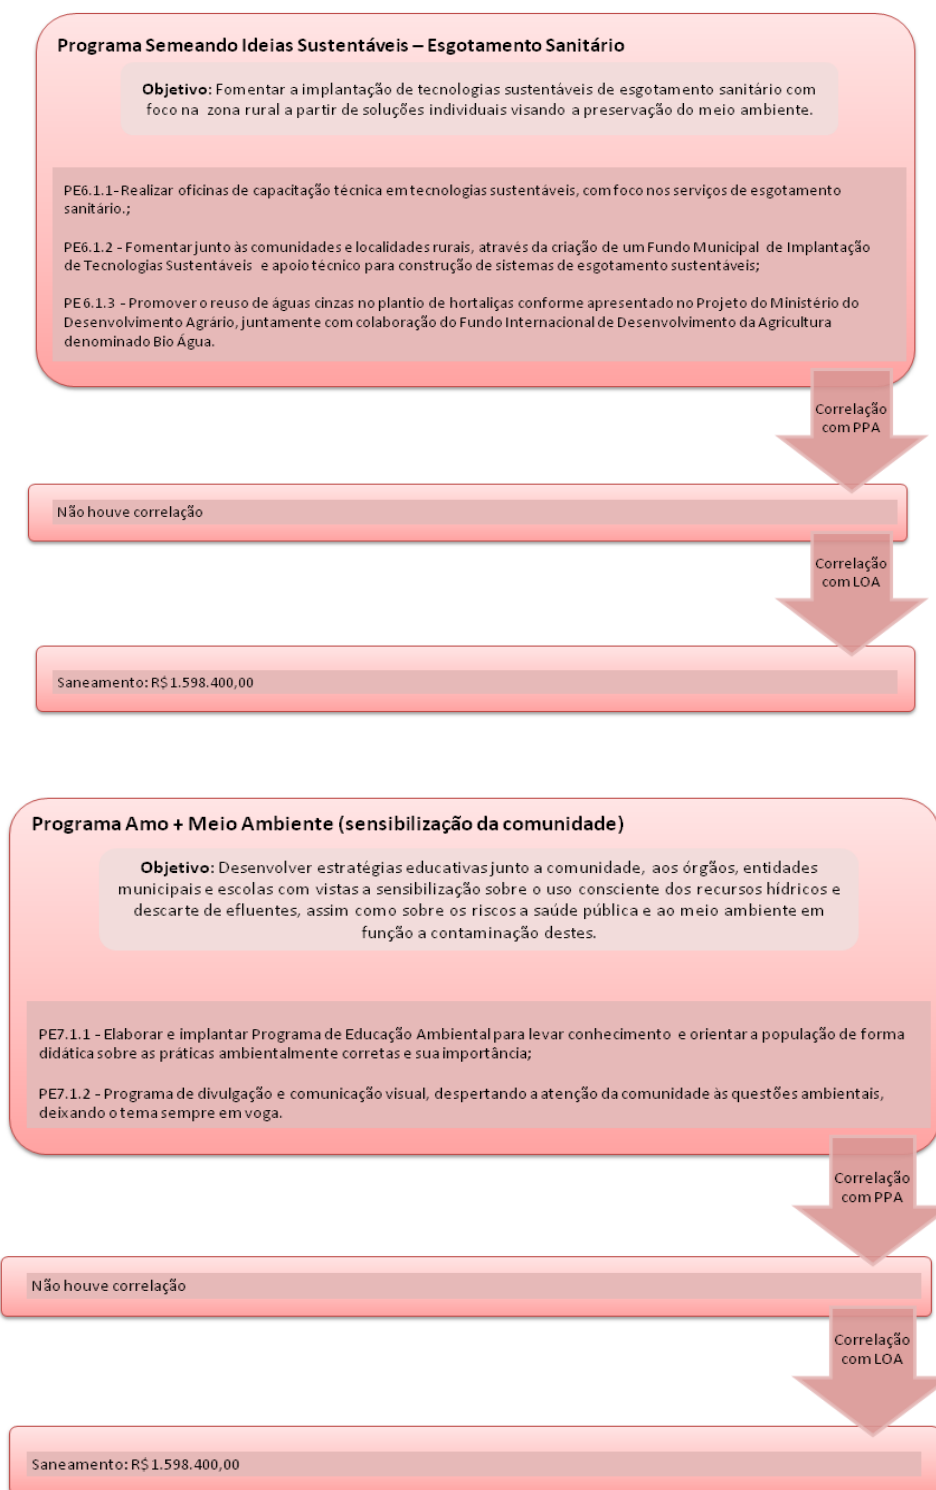 Programa Semeando Ideias Sustentáveis – Esgotamento Sanitário
Objetivo: Fomentar a implantação de tecnologias sustentáveis de esgotamento sanitário com
foco na zona rural a partir de soluções individuais visando a preservação do meio ambiente.
PE6.1.1- Realizar oficinas de capacitação técnica em tecnologias sustentáveis, com foco nos serviços de esgotamento
sanitário.;
PE6.1.2 - Fomentar junto às comunidades e localidades rurais, através da criação de um Fundo Municipal de Implantação
de Tecnologias Sustentáveis e apoio técnico para construção de sistemas de esgotamento sustentáveis;
PE 6.1.3 - Promover o reuso de águas cinzas no plantio de hortaliças conforme apresentado no Projeto do Ministério do
Desenvolvimento Agrário, juntamente com colaboração do Fundo Internacional de Desenvolvimento da Agricultura
denominado Bio Água.
Correlação
com PPA
Não houve correlação
Correlação
com LOA
Saneamento: R$ 1.598.400,00
Programa Amo + Meio Ambiente (sensibilização da comunidade)
Objetivo: Desenvolver estratégias educativas junto a comunidade, aos órgãos, entidades
municipais e escolas com vistas a sensibilização sobre o uso consciente dos recursos hídricos e
descarte de efluentes, assim como sobre os riscos a saúde pública e ao meio ambiente em
função a contaminação destes.
PE7.1.1 - Elaborar e implantar Programa de Educação Ambiental para levar conhecimento e orientar a população de forma
didática sobre as práticas ambientalmente corretas e sua importância;
PE7.1.2 - Programa de divulgação e comunicação visual, despertando a atenção da comunidade às questões ambientais,
deixando o tema sempre em voga.
Correlação
com PPA
Não houve correlação
Correlação
com LOA
Saneamento: R$ 1.598.400,00